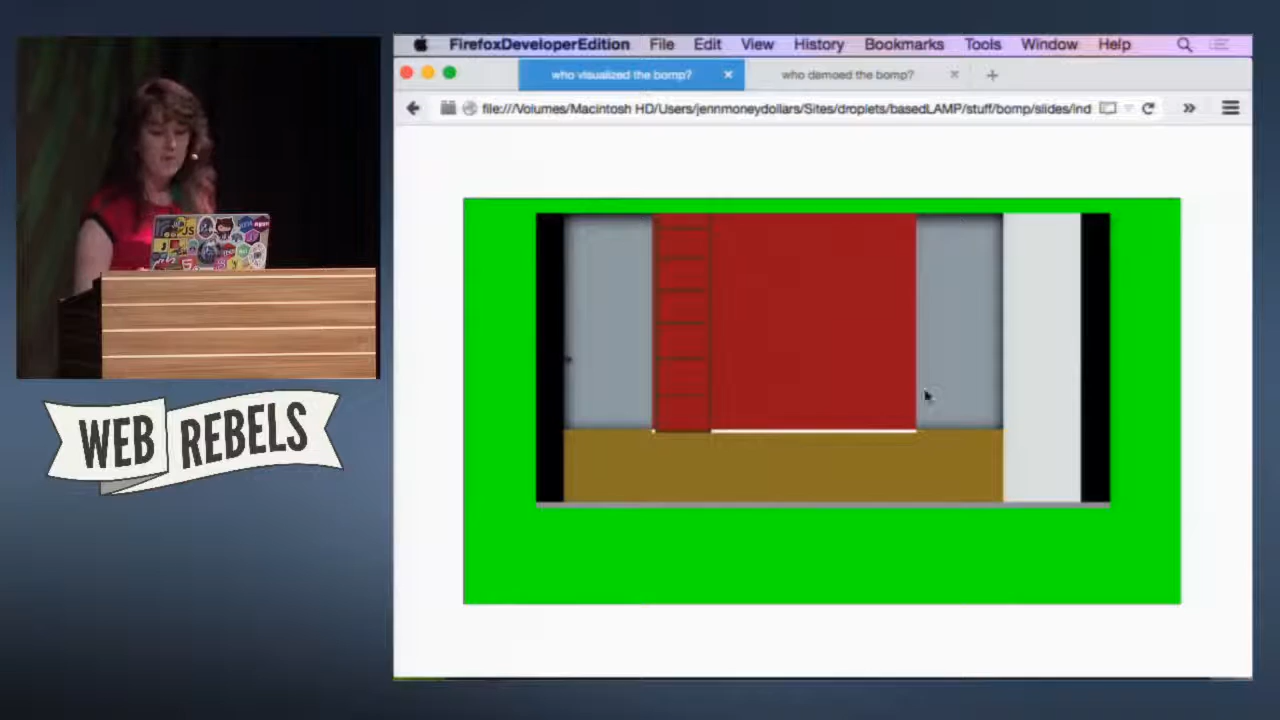 FirefoxDeveloperEdition File Edit View History Bookmarks Tools Window Help
who visualized the bomp? who demoed the bomp?
file:///Volumes/Macintosh HD/Users/jennmoneydollars/Sites/droplets/basedLAMP/stuff/bomp/slides/ind
JS
WEB REBELS